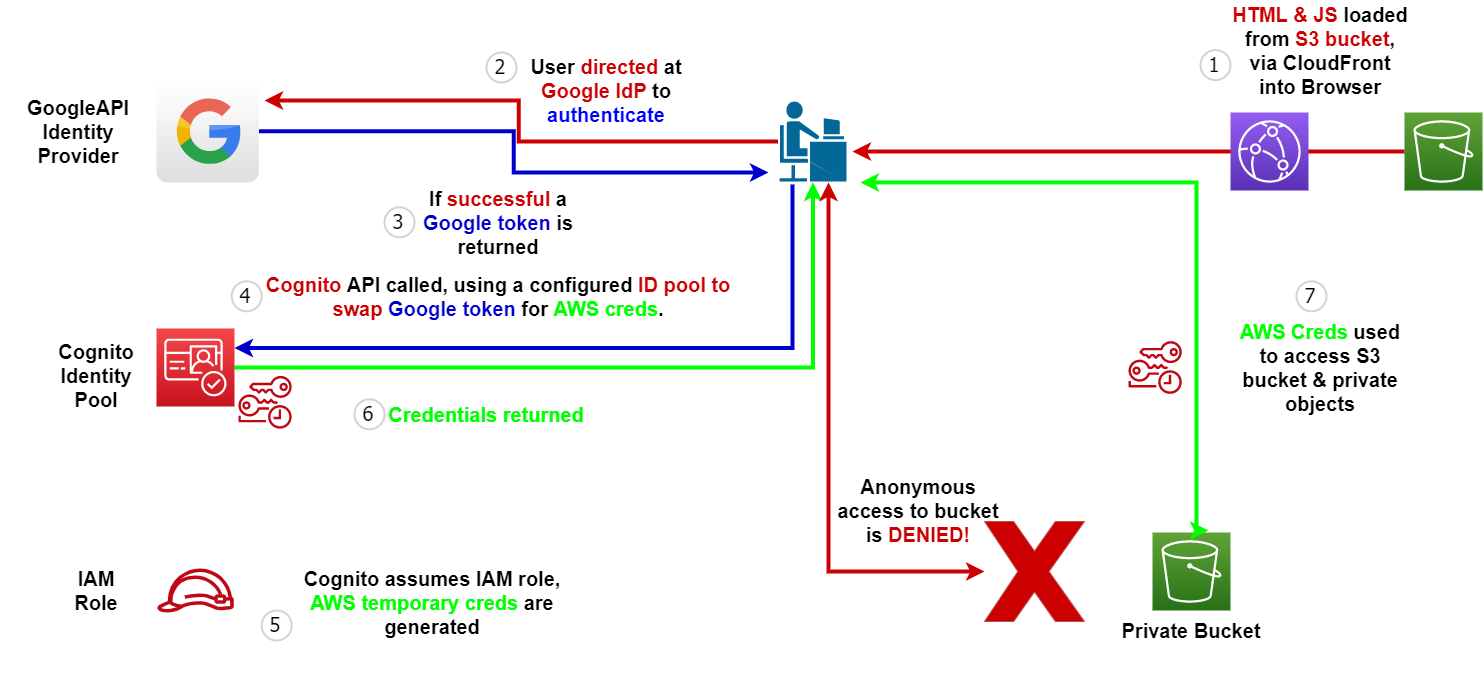 HTML & JS loaded
from S3 bucket,
via CloudFront
into Browser
1
2
User directed at
Google IdP to
authenticate
GoogleAPI
Identity
Provider
3
If successful a
Google token is
returned
4
Cognito API called, using a configured ID pool to
swap Google token for AWS creds.
Cognito
Identity
Pool
6
Credentials returned
7
AWS Creds used
to access S3
bucket & private
objects
Anonymous
access to bucket
is DENIED!
IAM
Role
5
Cognito assumes IAM role,
AWS temporary creds are
generated
Private Bucket